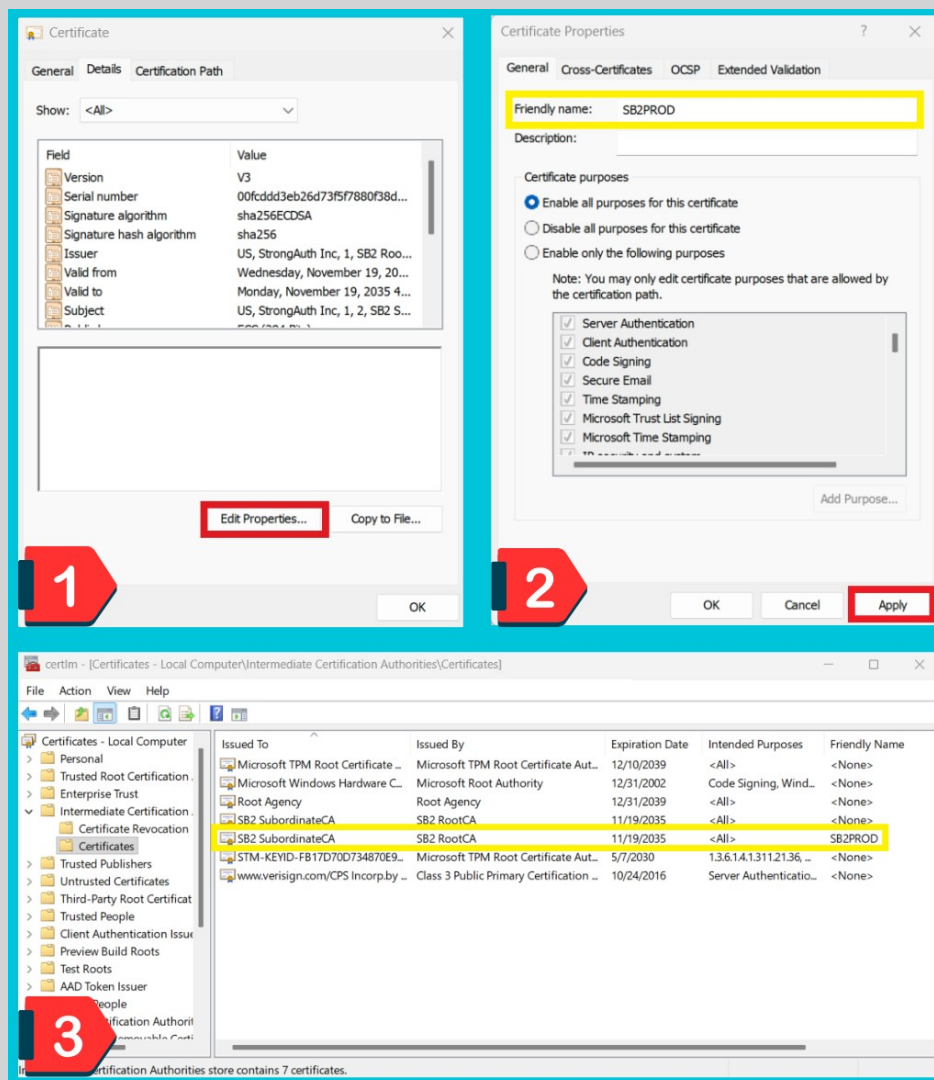 Certificate
General Details Certification Path
Show: <All>
Field Value
Version V3
Serial number 00fcddd3eb26d73f5f7880f38d...
Signature algorithm sha256ECDSA
Signature hash algorithm sha256
Issuer US, StrongAuth Inc, 1, SB2 Roo...
Valid from Wednesday, November 19, 20...
Valid to Monday, November 19, 2035 4...
Subject US, StrongAuth Inc, 1, 2, SB2 S...
Edit Properties... Copy to File...
1
OK
Certificate Properties ?
General Cross-Certificates OCSP Extended Validation
Friendly name: SB2PROD
Description:
Certificate purposes
Enable all purposes for this certificate
Disable all purposes for this certificate
Enable only the following purposes
Note: You may only edit certificate purposes that are allowed by
the certification path.
Server Authentication
Client Authentication
Code Signing
Secure Email
Time Stamping
Microsoft Trust List Signing
Microsoft Time Stamping
Add Purpose...
2
OK Cancel Apply
certlm - [Certificates - Local Computer\Intermediate Certification Authorities\Certificates]
File Action View Help
Certificates - Local Computer
Personal
Trusted Root Certification .
Enterprise Trust
Intermediate Certification .
Certificate Revocation
Certificates
Trusted Publishers
Untrusted Certificates
Third-Party Root Certificat
Trusted People
Client Authentication Issue
Preview Build Roots
Test Roots
AAD Token Issuer
People
ification Authorit
3
Issued To Issued By Expiration Date Intended Purposes Friendly Name
Microsoft TPM Root Certificate ... Microsoft TPM Root Certificate Aut... 12/10/2039 <All> <None>
Microsoft Windows Hardware C... Microsoft Root Authority 12/31/2002 Code Signing, Wind... <None>
Root Agency Root Agency 12/31/2039 <All> <None>
SB2 SubordinateCA SB2 RootCA 11/19/2035 <All> <None>
SB2 SubordinateCA SB2 RootCA 11/19/2035 <All> SB2PROD
STM-KEYID-FB17D70D734870E9... Microsoft TPM Root Certificate Aut... 5/7/2030 1.3.6.1.4.1.311.21.36, ... <None>
www.verisign.com/CPS Incorp.by ... Class 3 Public Primary Certification ... 10/24/2016 Server Authenticatio... <None>
ertification Authorities store contains 7 certificates.